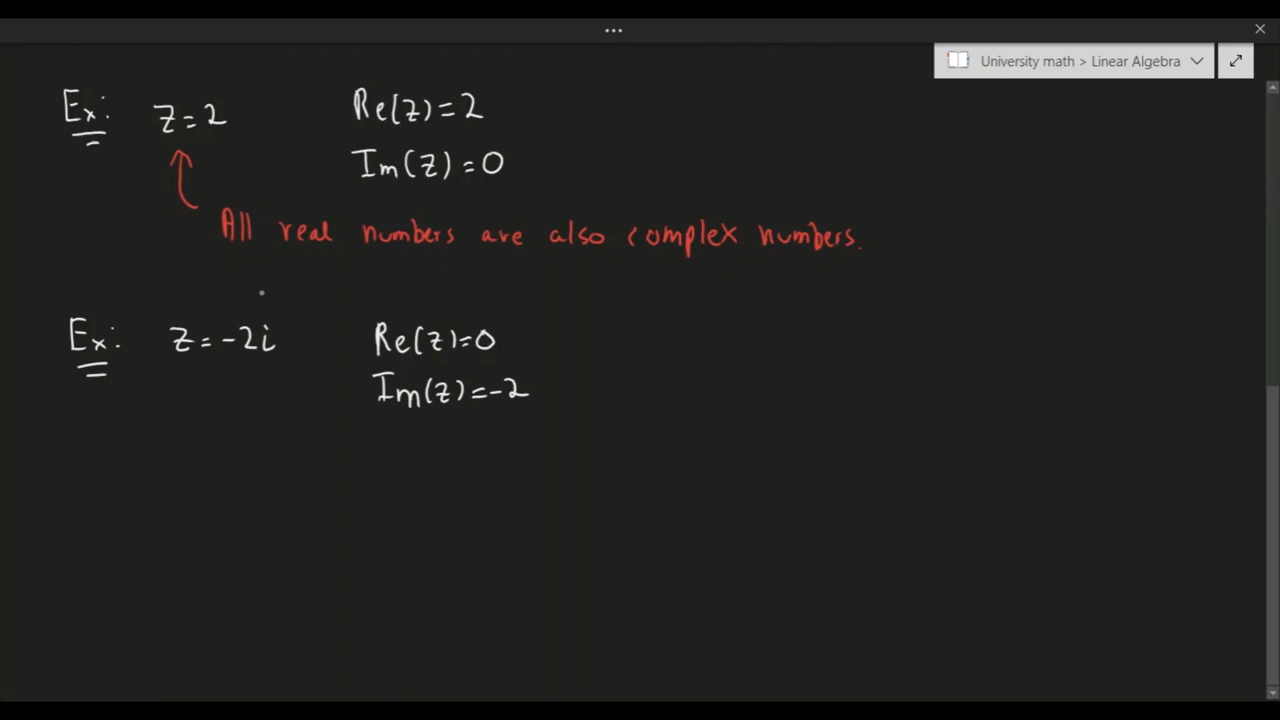 ...
University math > Linear Algebra
Ex: z=2 Re(z)=2
Im(z)=0
All real numbers are also complex numbers.
Ex: z=-2i Re(z)=0
Im(z)=-2